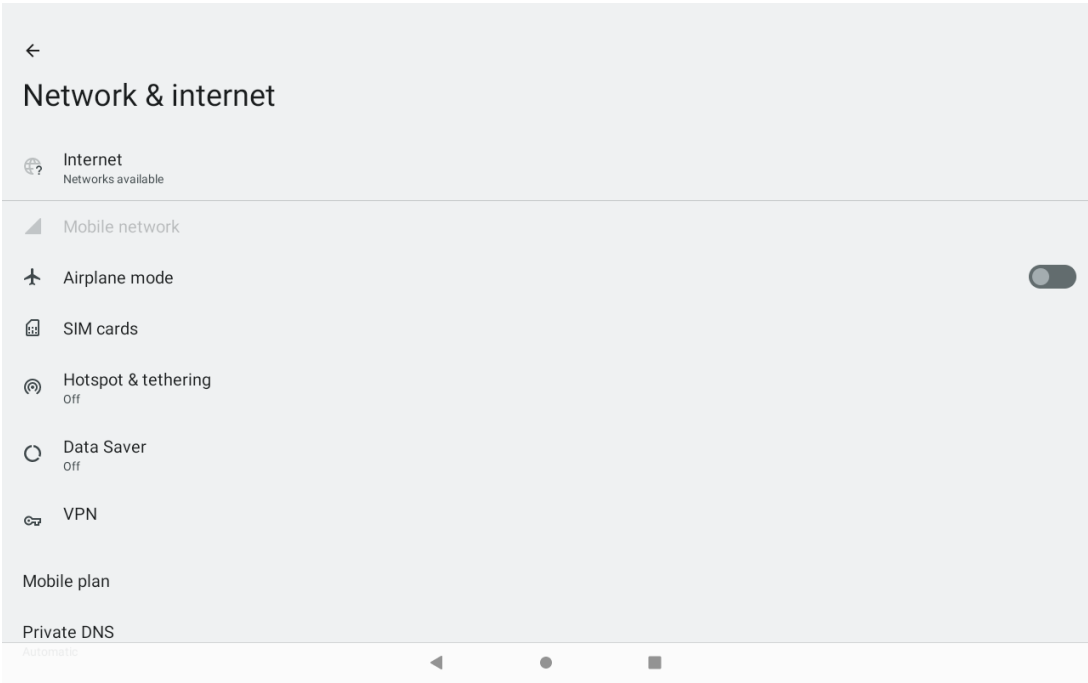 Network & internet
Internet
Networks available
Mobile network
Airplane mode
SIM cards
Hotspot & tethering
Off
Data Saver
Off
VPN
Mobile plan
Private DNS
Automatic